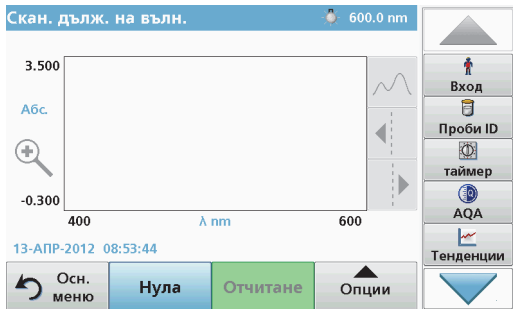 Скан. дълж. на вълн.
600.0 nm
3.500
Абс.
-0.300
400
λ nm
600
13-АПР-2012 08:53:44
Осн.
меню
Нула
Отчитане
Опции
Вход
Проби ID
таймер
AQA
Тенденции